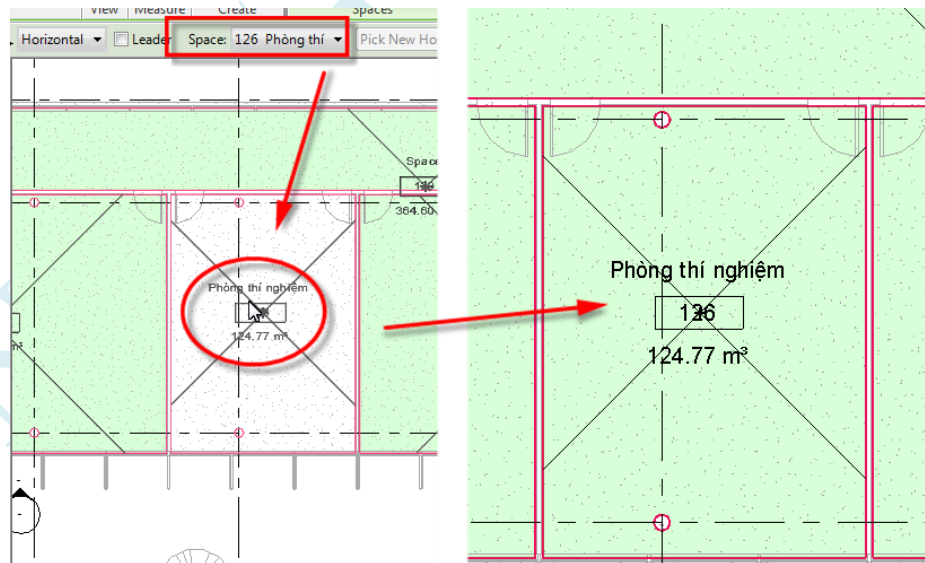 View Measure Create Spaces
Horizontal Leader Space: 126 Phòng thí Pick New Ho
Phòng thí nghiệm
124.77 m³
364.60
Phòng thí nghiệm
126
124.77 m³